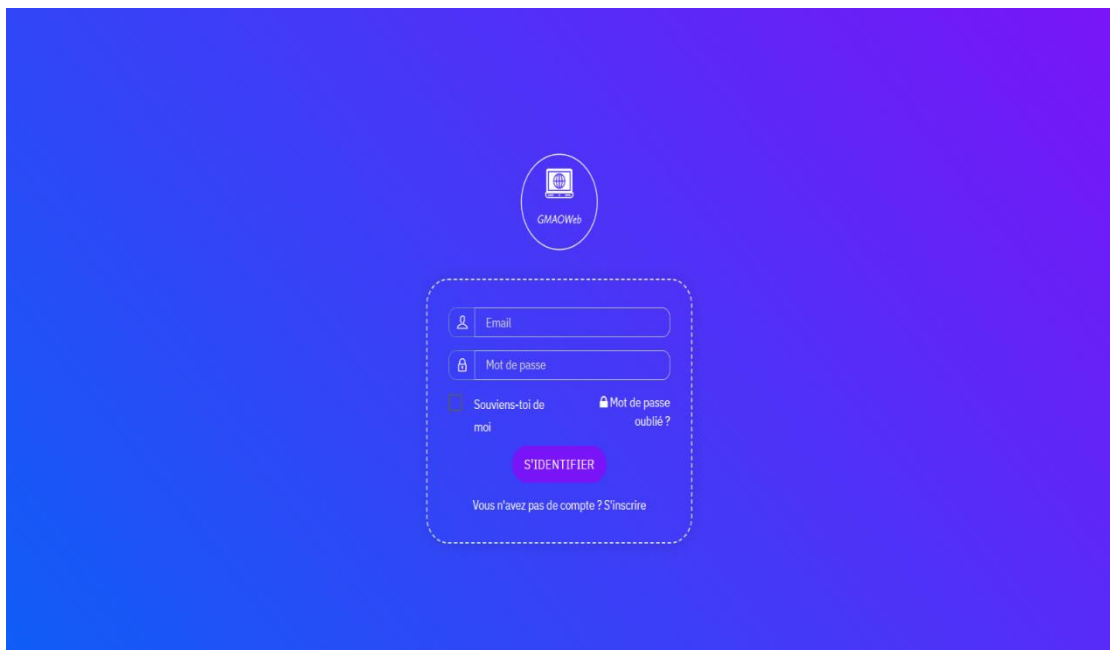 GMAOWeb
Email
Mot de passe
Souviens-toi de
moi
Mot de passe
oublié ?
S'IDENTIFIER
Vous n'avez pas de compte ? S'inscrire